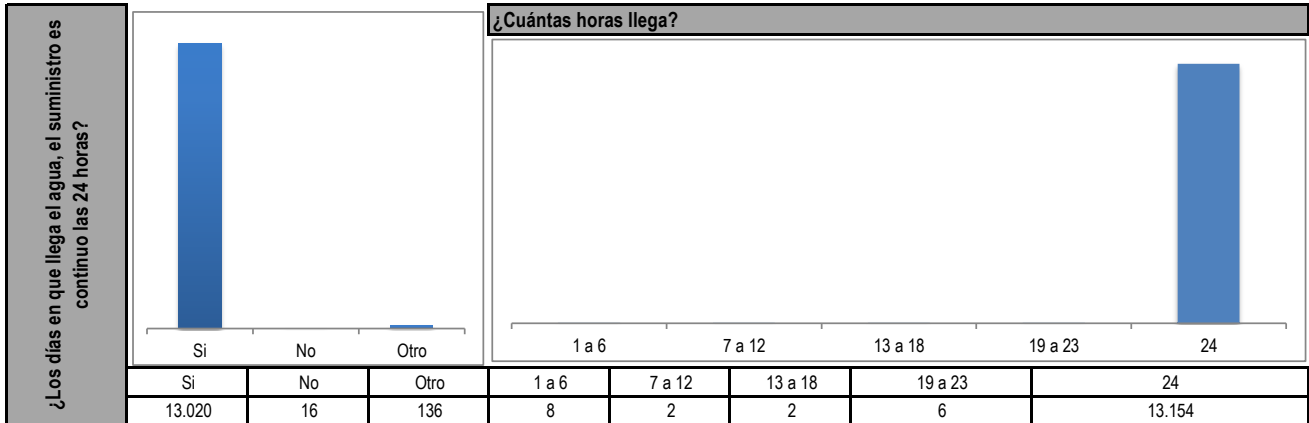 ¿Los días en que llega el agua, el suministro es
continuo las 24 horas?
Si No Otro
Si No Otro
13.020 16 136
¿Cuántas horas llega?
1 a 6 7 a 12 13 a 18 19 a 23 24
1 a 6 7 a 12 13 a 18 19 a 23 24
8 2 2 6 13.154